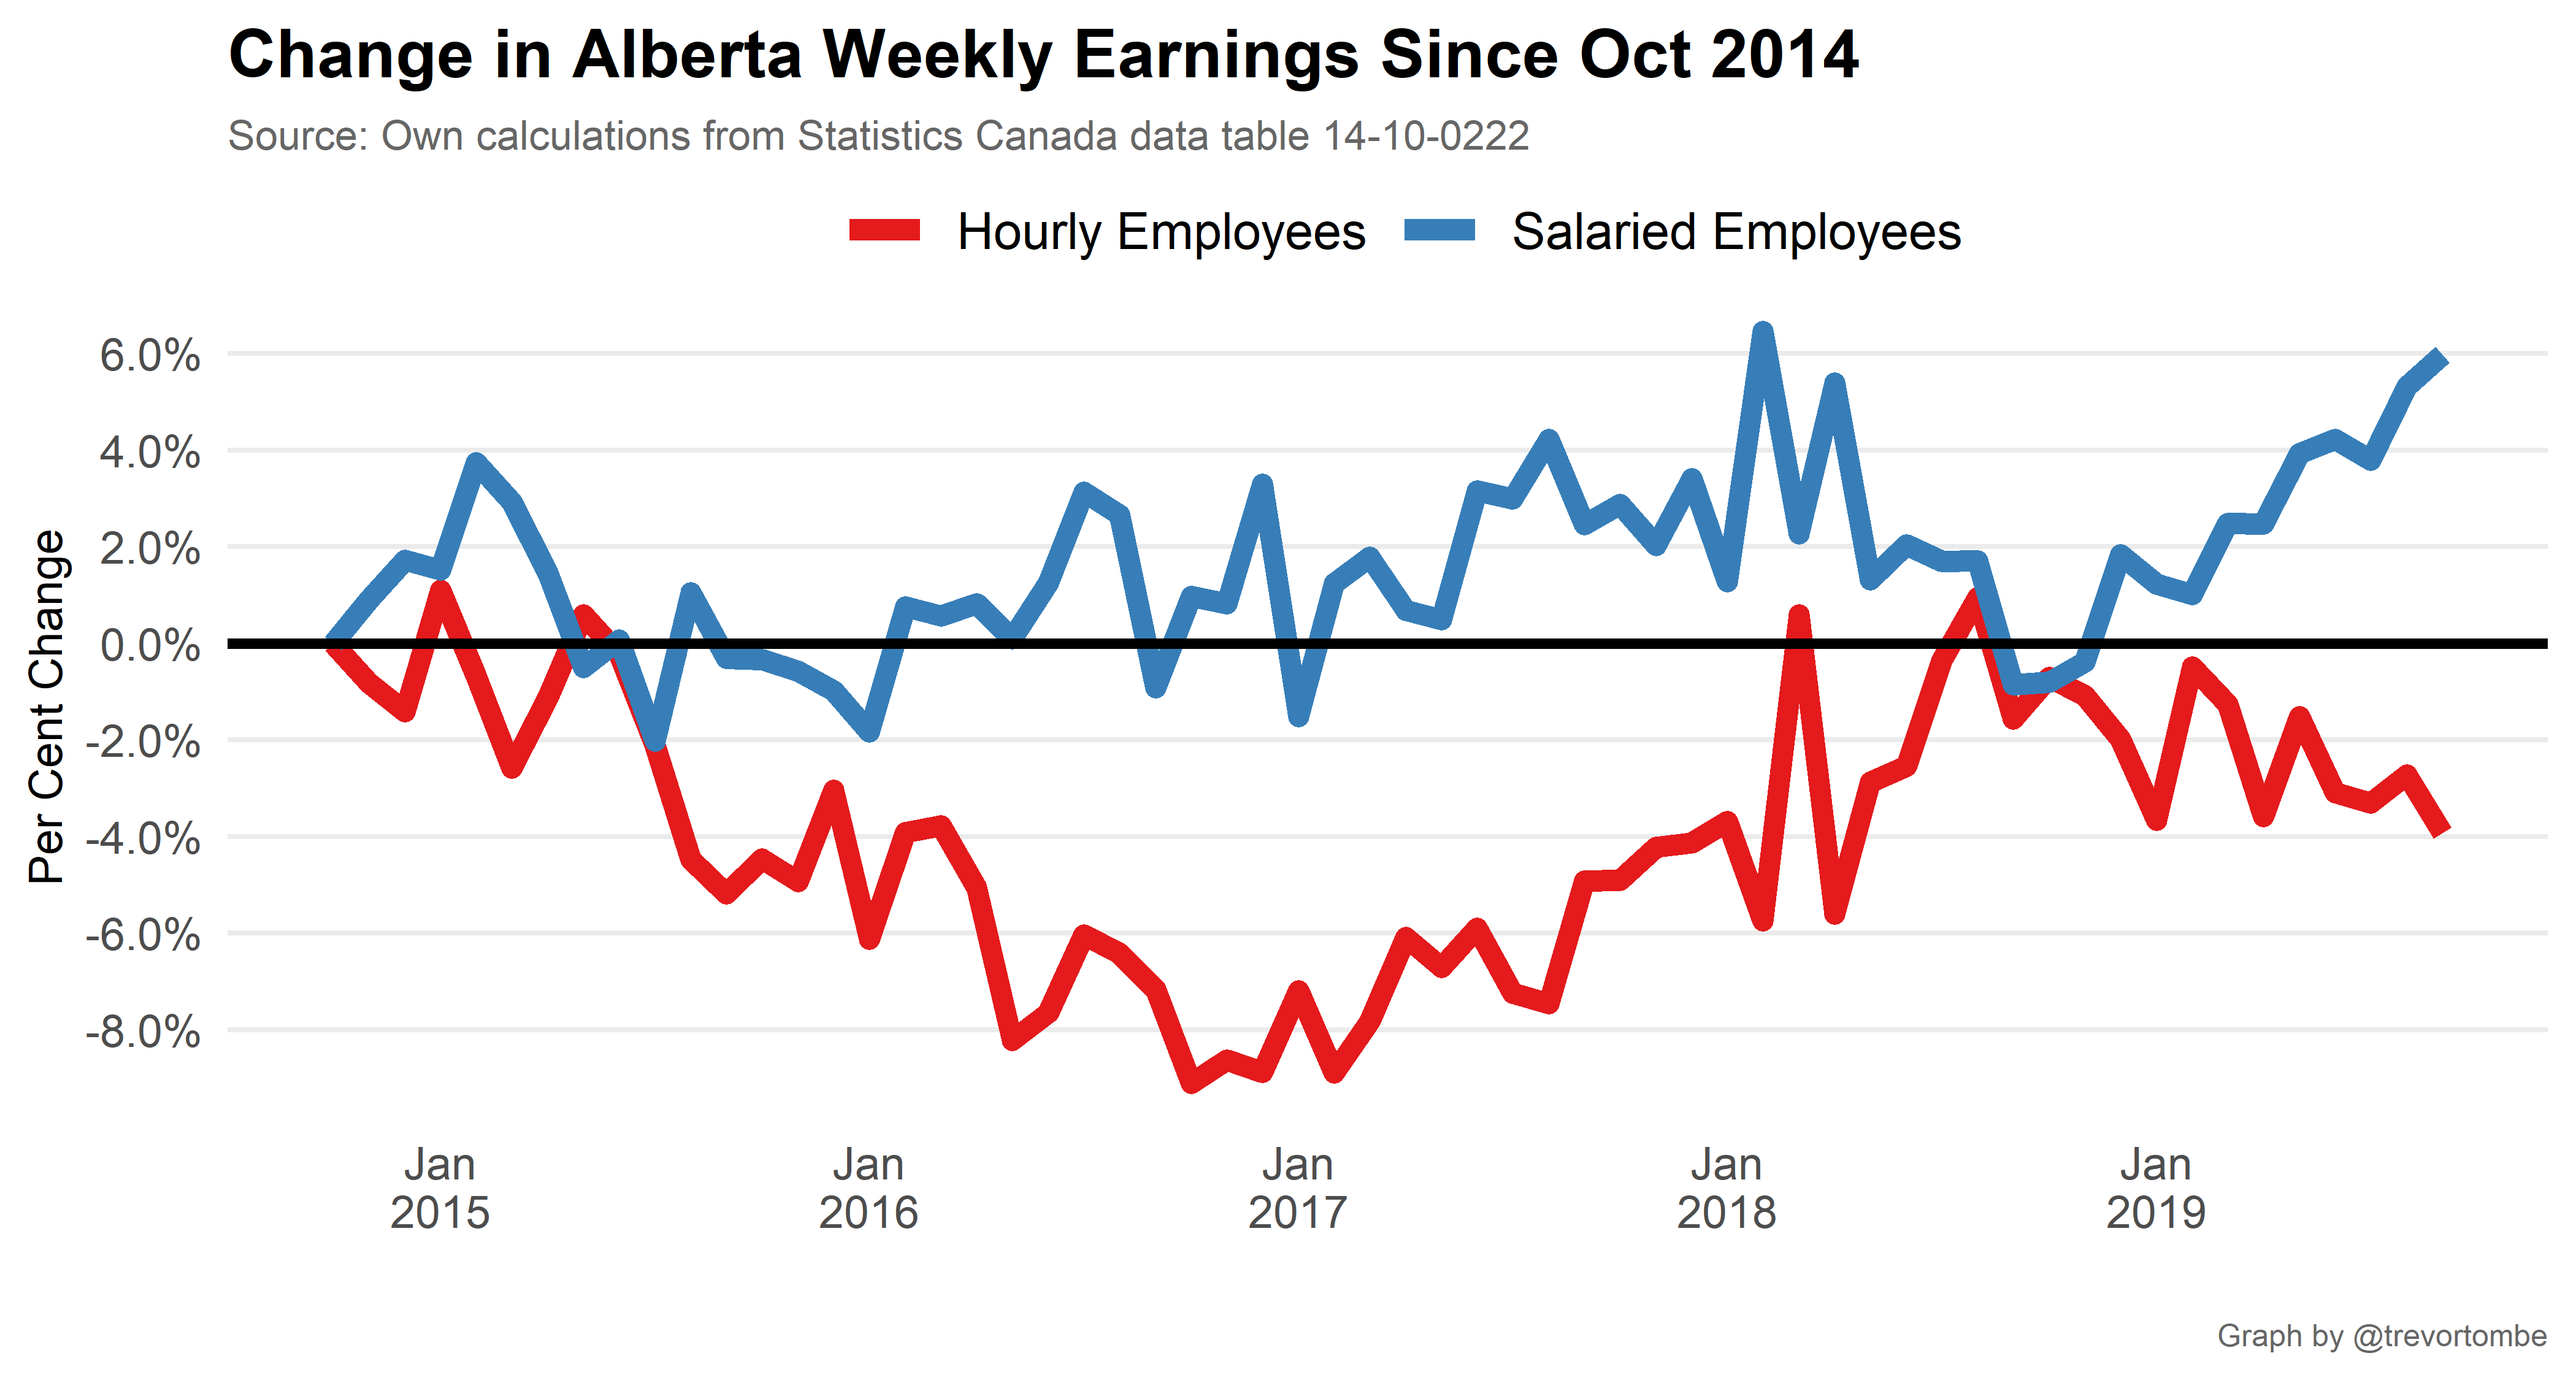 Change in Alberta Weekly Earnings Since Oct 2014
Source: Own calculations from Statistics Canada data table 14-10-0222
Hourly Employees Salaried Employees
Per Cent Change
6.0%
4.0%
2.0%
0.0%
-2.0%
-4.0%
-6.0%
-8.0%
Jan Jan Jan Jan Jan
2015 2016 2017 2018 2019
Graph by @trevortombe